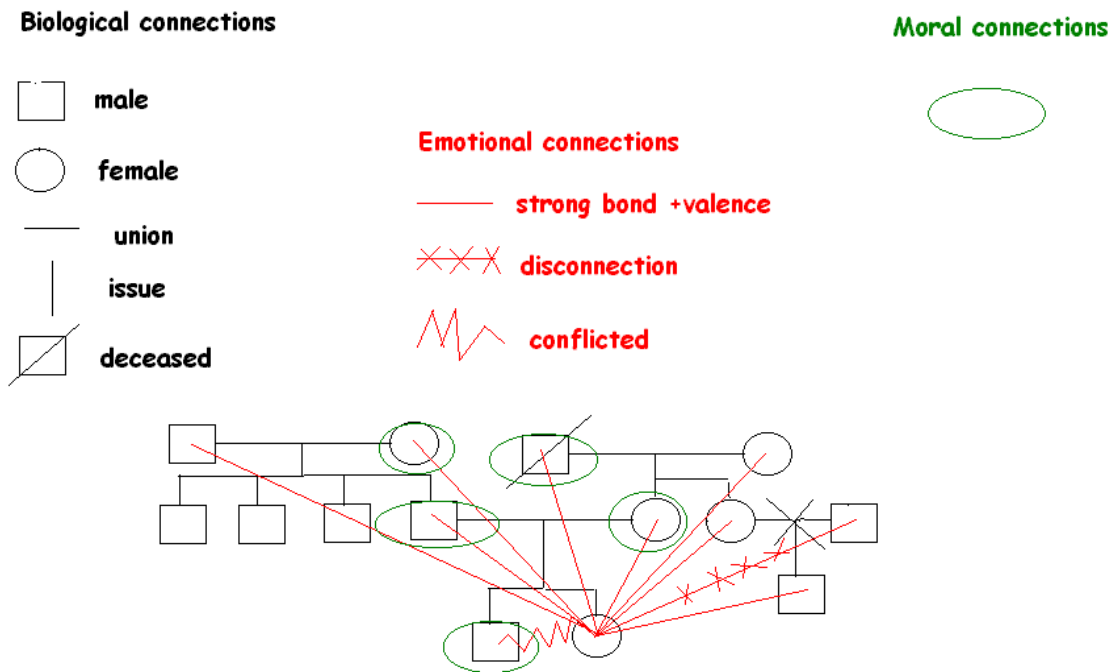 Biological connections
Moral connections
male
Emotional connections
female
strong bond +valence
union
disconnection
issue
conflicted
deceased